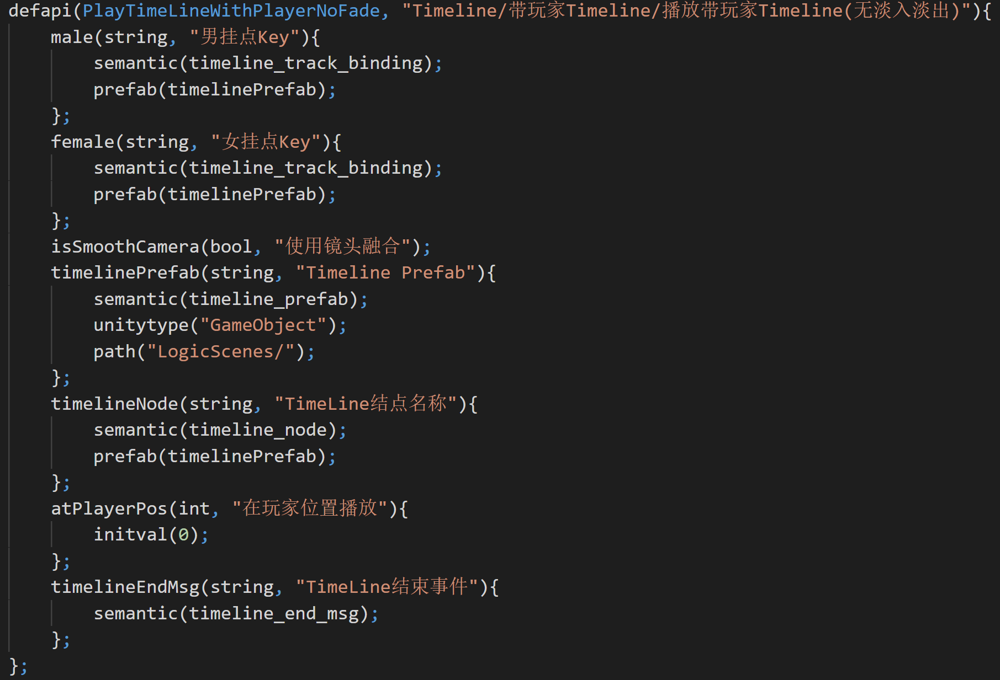 defapi(PlayTimeLineWithPlayerNoFade, "Timeline/带玩家Timeline/播放带玩家Timeline(无淡入淡出)"){
    male(string, "男挂点Key"){
        semantic(timeline_track_binding);
        prefab(timelinePrefab);
    };
    female(string, "女挂点Key"){
        semantic(timeline_track_binding);
        prefab(timelinePrefab);
    };
    isSmoothCamera(bool, "使用镜头融合");
    timelinePrefab(string, "Timeline Prefab"){
        semantic(timeline_prefab);
        unitytype("GameObject");
        path("LogicScenes/");
    };
    timelineNode(string, "TimeLine结点名称"){
        semantic(timeline_node);
        prefab(timelinePrefab);
    };
    atPlayerPos(int, "在玩家位置播放"){
        initval(0);
    };
    timelineEndMsg(string, "TimeLine结束事件"){
        semantic(timeline_end_msg);
    };
};